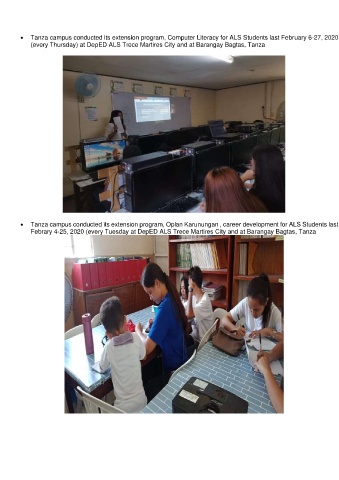 • Tanza campus conducted its extension program, Computer Literacy for ALS Students last February 6-27, 2020
(every Thursday) at DepED ALS Trece Martires City and at Barangay Bagtas, Tanza
• Tanza campus conducted its extension program, Oplan Karunungan , career development for ALS Students last
Febrary 4-25, 2020 (every Tuesday at DepED ALS Trece Martires City and at Barangay Bagtas, Tanza